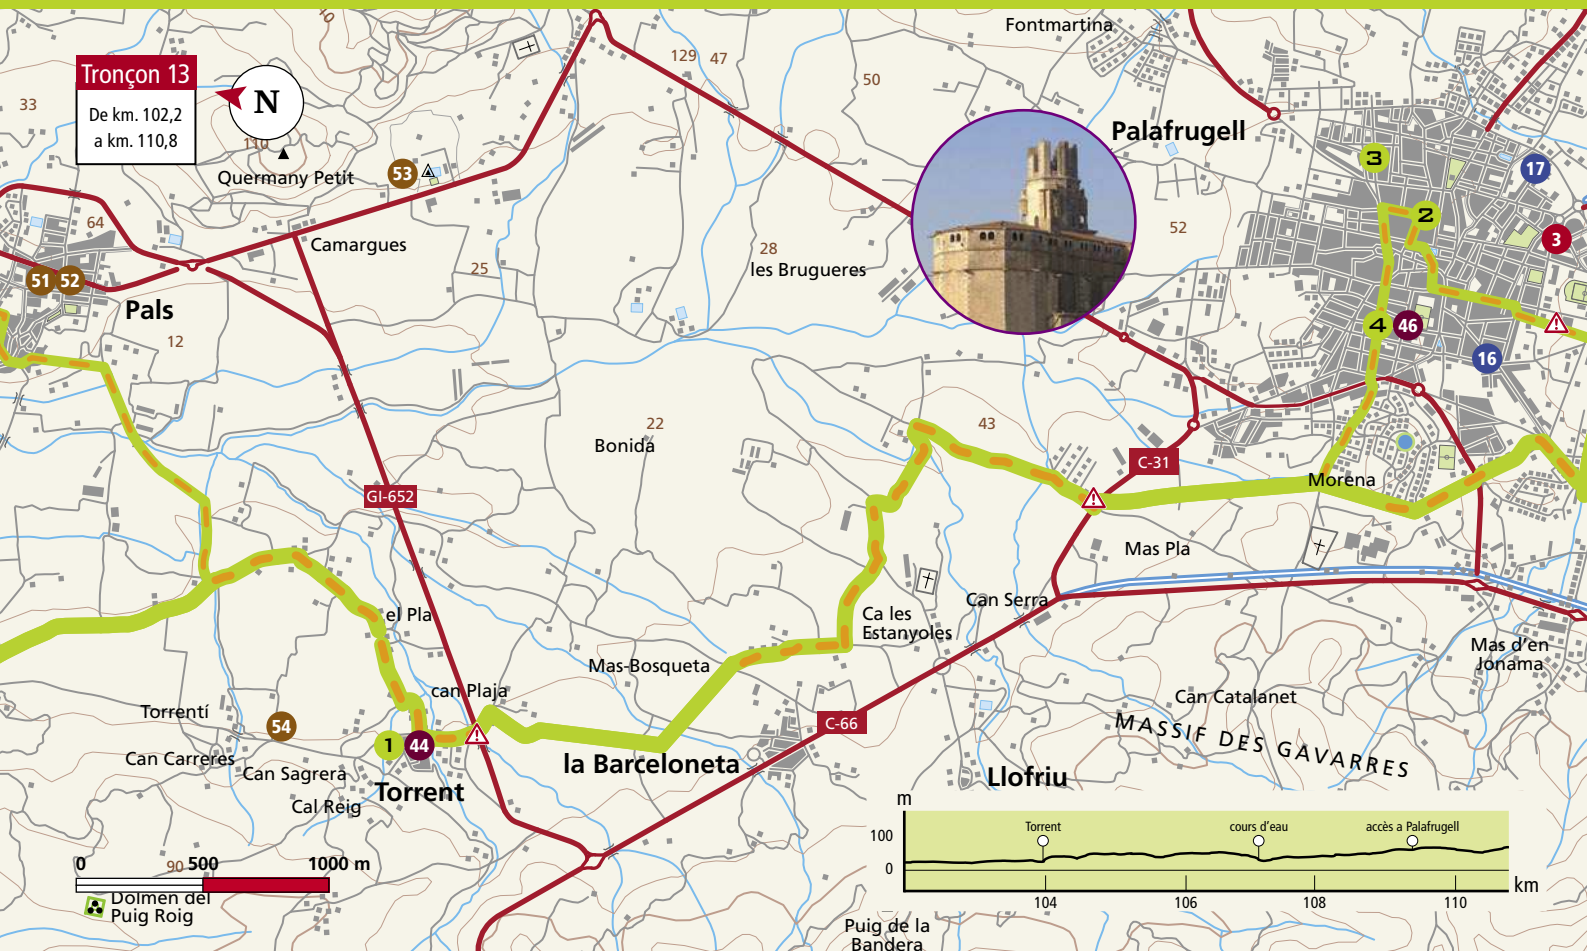 Tronçon 13
De km. 102,2
a km. 110,8
N
Fontmartina
129
47
50
33
40
110
Quermany Petit
53
Palafrugell
3
17
2
3
52
64
Camargues
28
les Brugueres
25
51
52
Pals
12
4
46
16
22
Bonida
43
C-31
Morena
GI-652
Mas Pla
Can Serra
el Pla
Ca les
Estanyoles
Mas d'en
Jonama
Mas-Bosqueta
can Plaja
Can Catalanet
MASSIF DES GAVARRES
Torrentí
54
C-66
1
44
Can Carreres
Can Sagrera
la Barceloneta
Torrent
Cal Reig
Llofriu
0
500
1000 m
90
Dolmen del
Puig Roig
m
100
0
Torrent
cours d'eau
accès a Palafrugell
km
104
106
108
110
Puig de la
Bandera